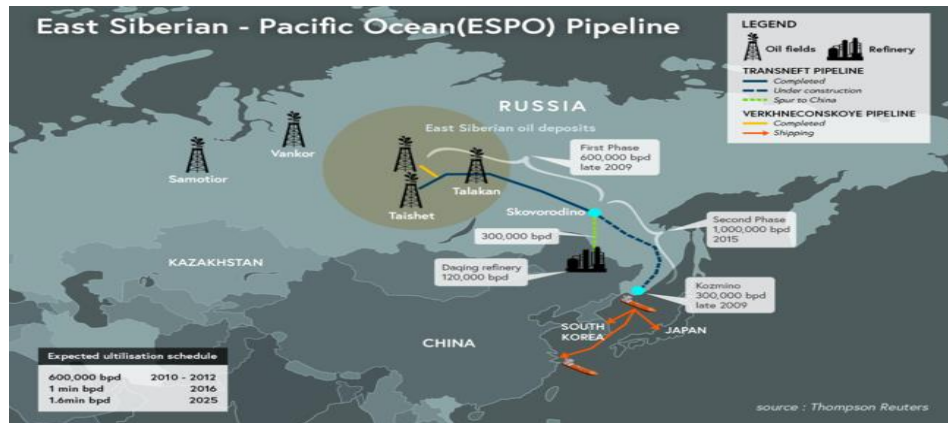 East Siberian - Pacific Ocean(ESPO) Pipeline
LEGEND
Oil fields
Refinery
TRANSNEFT PIPELINE
Completed
Under construction
Spur to China
VERKHNECONSKOYE PIPELINE
Completed
Shipping
RUSSIA
East Siberian oil deposits
Vankor
Samotior
First Phase
600,000 bpd
late 2009
Talakan
Taishet
Skovorodino
Second Phase
1,000,000 bpd
2015
300,000 bpd
KAZAKHSTAN
Daqing refinery
120,000 bpd
Kozmino
300,000 bpd
late 2009
SOUTH
KOREA
JAPAN
CHINA
Expected ultilisation schedule
600,000 bpd 2010 - 2012
1 min bpd 2016
1.6min bpd 2025
source : Thompson Reuters